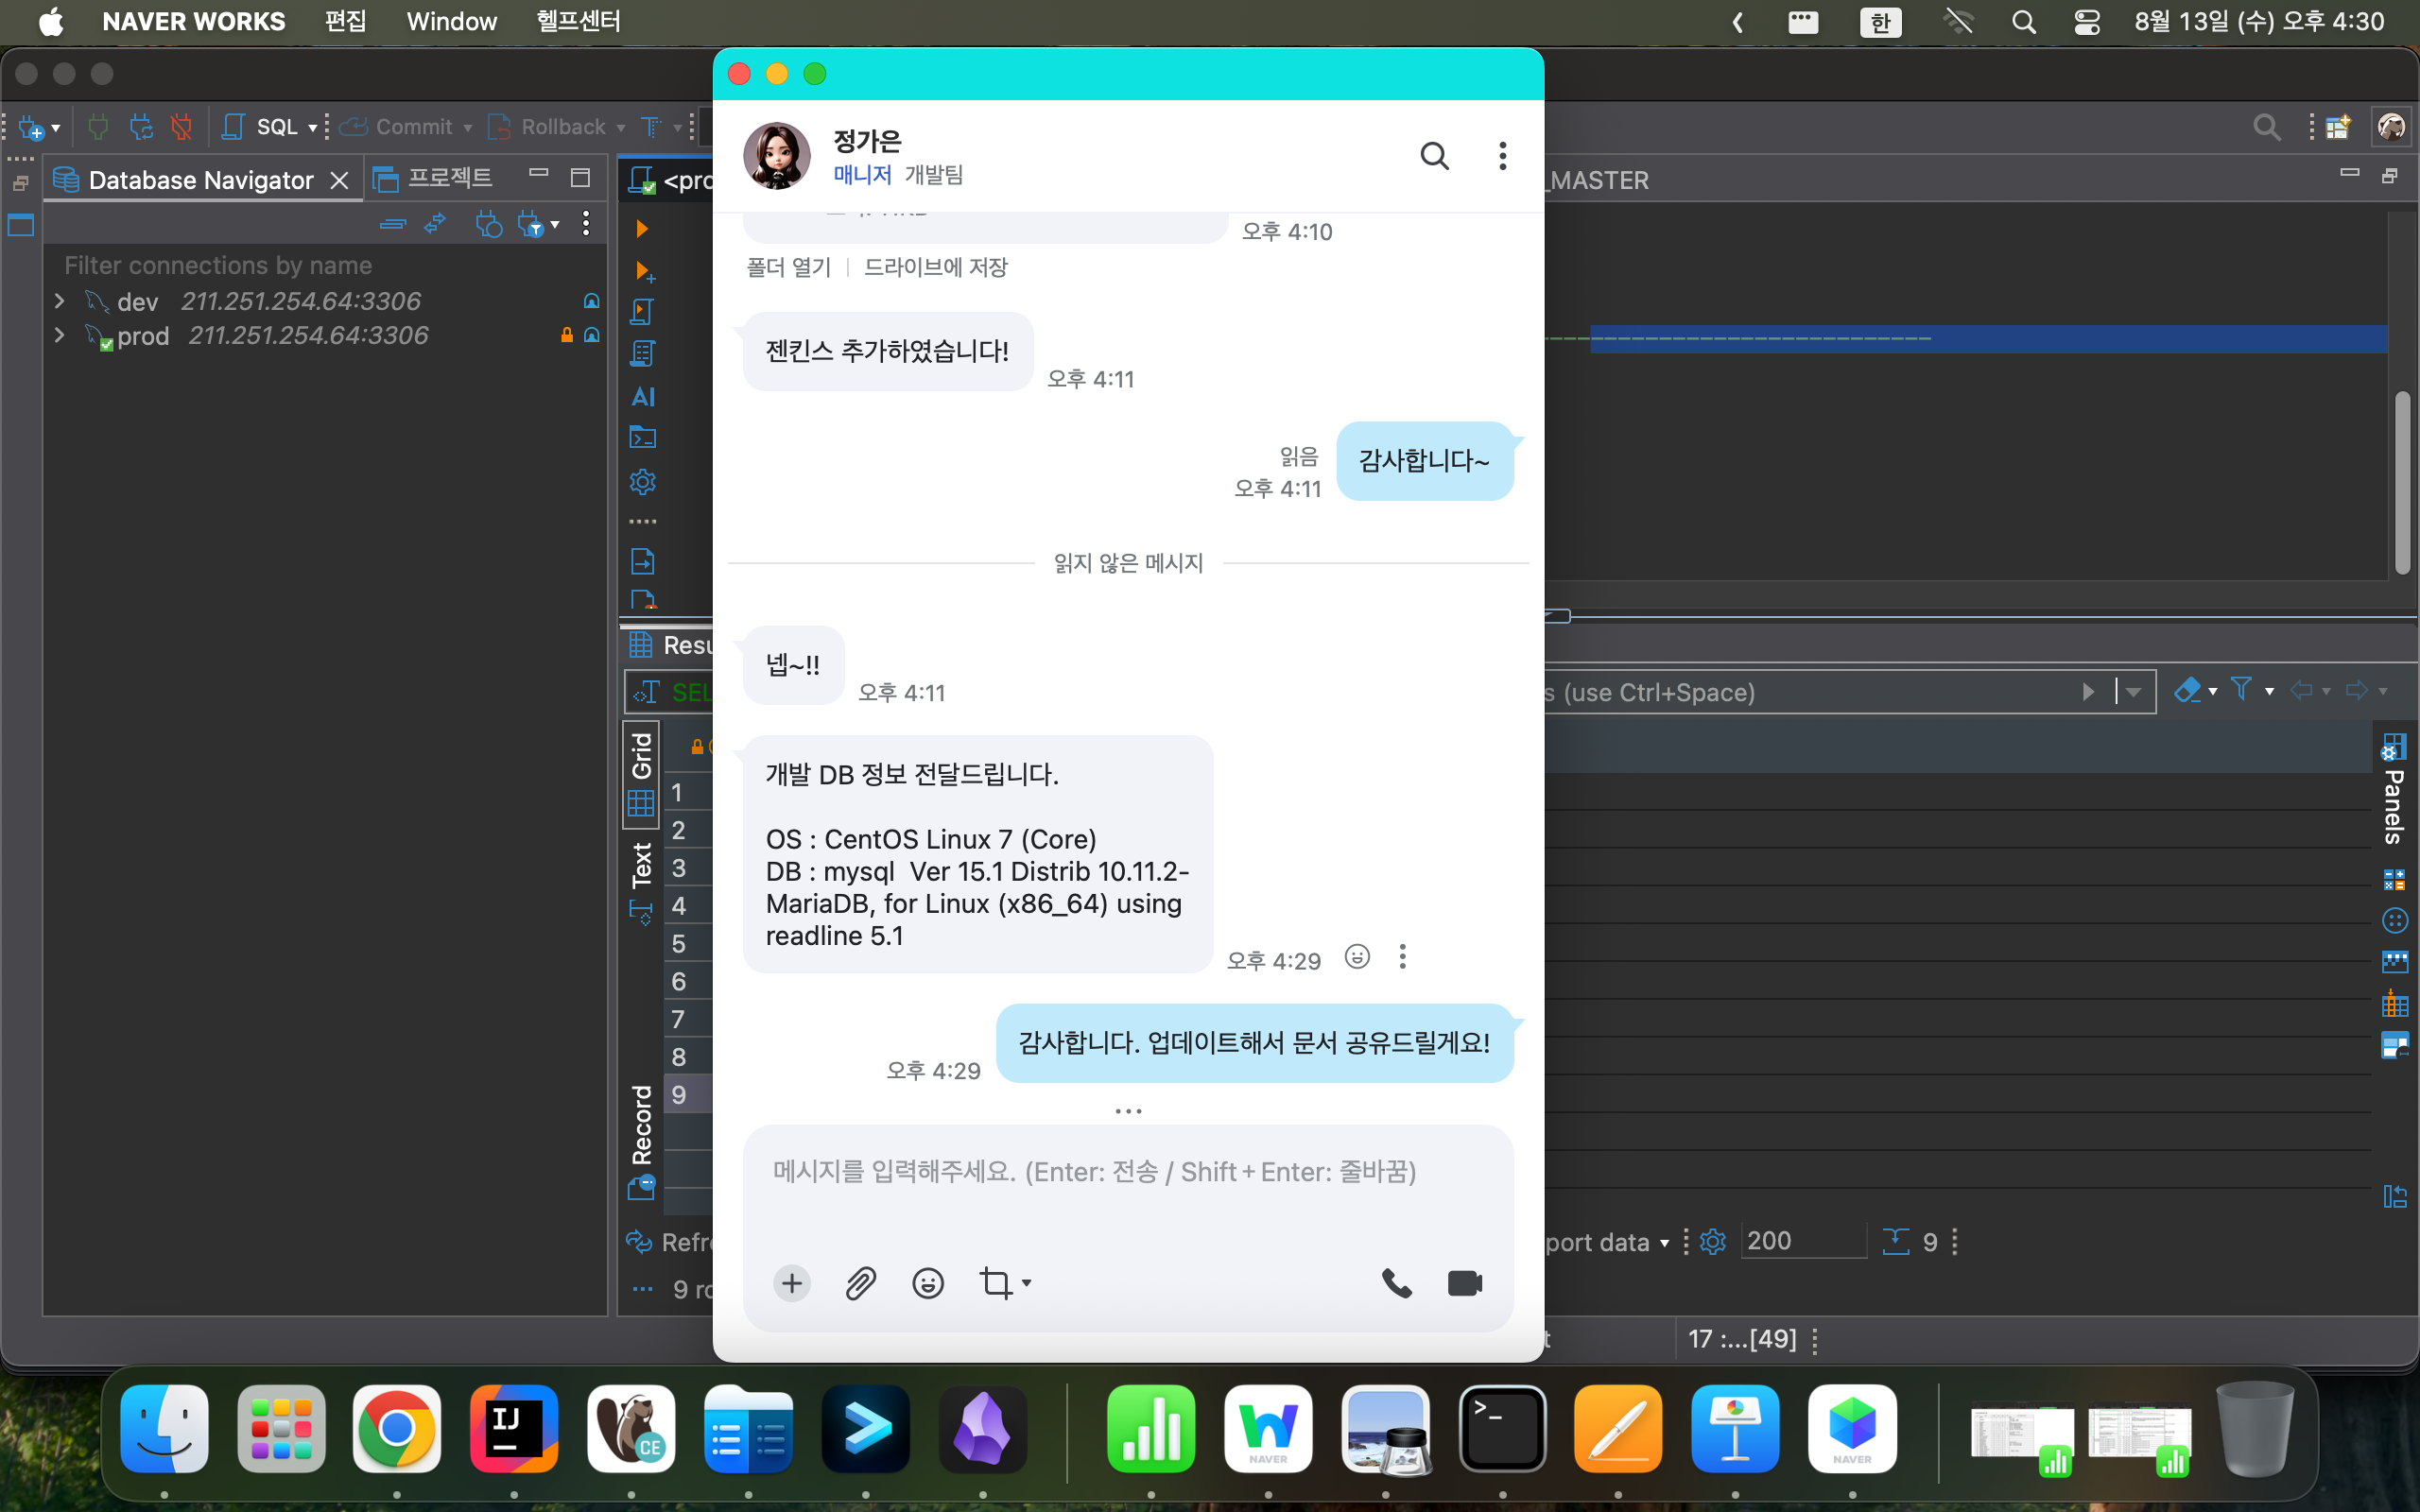 NAVER WORKS 편집 Window 헬프센터
한 8월 13일 (수) 오후 4:30
SQL Commit Rollback
Database Navigator 프로젝트
Filter connections by name
dev 211.251.254.64:3306
prod 211.251.254.64:3306
_MASTER
AI
정가은
매니저 개발팀
오후 4:10
폴더 열기 | 드라이브에 저장
젠킨스 추가하였습니다!
오후 4:11
감사합니다~
읽음
오후 4:11
읽지 않은 메시지
넵~!!
오후 4:11
개발 DB 정보 전달드립니다.
OS : CentOS Linux 7 (Core)
DB : mysql  Ver 15.1 Distrib 10.11.2-
MariaDB, for Linux (x86_64) using
readline 5.1
오후 4:29
감사합니다. 업데이트해서 문서 공유드릴게요!
오후 4:29
메시지를 입력해주세요. (Enter: 전송 / Shift + Enter: 줄바꿈)
s (use Ctrl+Space)
Grid
Text
Record
Panels
1
2
3
4
5
6
7
8
9
port data 200 9
17 :...[49]
IJ
CE
NAVER
>_
NAVER